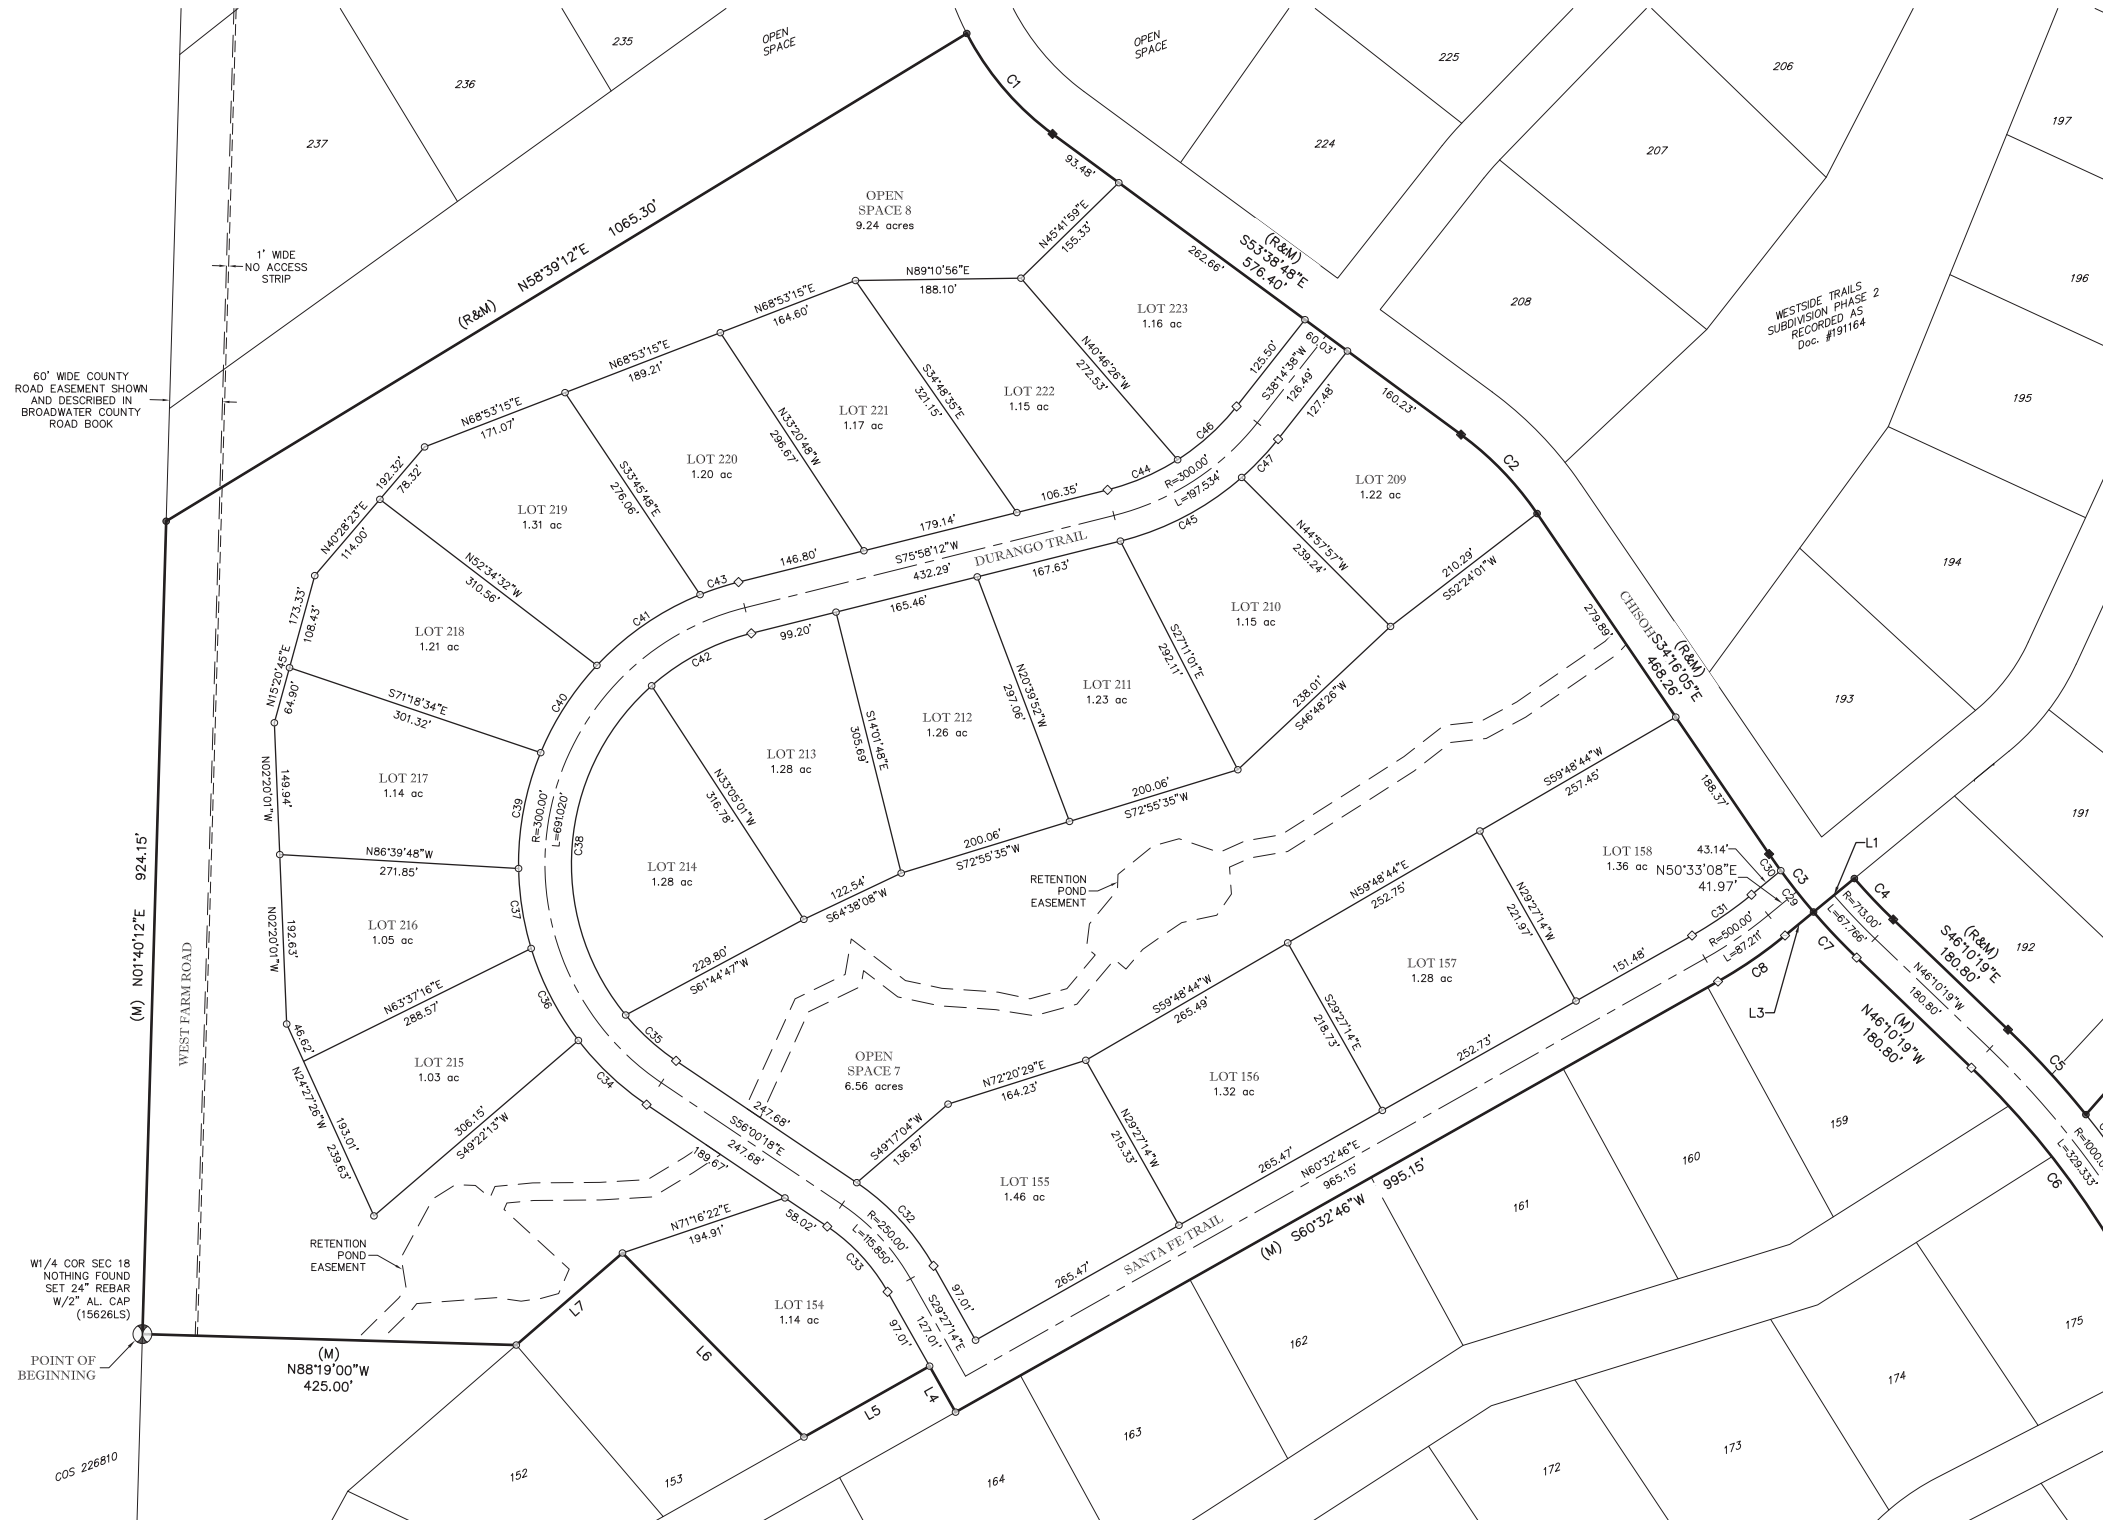 235
OPEN
SPACE
OPEN
SPACE
225
206
236
237
224
207
197
C1
93.48'
OPEN
SPACE 8
9.24 acres
N58°39'12"E 1065.30'
(R&M)
1' WIDE
NO ACCESS
STRIP
N45°41'59"E
155.33'
262.66'
(R&M)
S53°38'48"E
576.40'
196
208
WESTSIDE TRAILS
SUBDIVISION PHASE 2
RECORDED AS
Doc. #191164
N89°10'56"E
188.10'
N68°53'15"E
164.60'
LOT 223
1.16 ac
N40°46'26"W
272.53'
125.50'
60.03'
S38°14'38"W
126.49'
127.48'
160.23'
N68°53'15"E
189.21'
60' WIDE COUNTY
ROAD EASEMENT SHOWN
AND DESCRIBED IN
BROADWATER COUNTY
ROAD BOOK
S34°48'35"E
321.15'
LOT 222
1.15 ac
195
N68°53'15"E
171.07'
N33°20'48"W
296.67'
LOT 221
1.17 ac
C46
C47
C2
LOT 220
1.20 ac
C44
R=300.00'
L=197.534'
LOT 209
1.22 ac
192.32'
78.32'
S33°45'48"E
276.06'
106.35'
C45
LOT 219
1.31 ac
N40°28'23"E
114.00'
179.14'
N44°57'57"W
239.24'
146.80'
S75°58'12"W
432.29'
DURANGO TRAIL
210.29'
S52°24'01"W
194
C43
167.63'
N52°34'32"W
310.56'
173.33'
108.43'
C41
165.46'
LOT 210
1.15 ac
279.89'
CHISOH
(R&M)
S34°16'05"E
468.26'
LOT 218
1.21 ac
99.20'
C42
S27°11'01"E
292.11'
N15°20'45"E
64.90'
S71°18'34"E
301.32'
C40
N20°39'52"W
297.06'
LOT 211
1.23 ac
238.01'
S46°48'26"W
193
S14°01'48"E
305.69'
LOT 212
1.26 ac
LOT 213
1.28 ac
N02°20'01"W
149.94'
LOT 217
1.14 ac
C39
R=300.00'
L=691.020'
N33°05'01"W
316.78'
200.06'
S72°55'35"W
S59°48'44"W
257.45'
188.37'
191
C38
N86°39'48"W
271.85'
200.06'
S72°55'35"W
LOT 214
1.28 ac
(M) N01°40'12"E 924.15'
LOT 158
1.36 ac
43.14'
N50°33'08"E
41.97'
C30
C3
C29
L1
C4
RETENTION
POND
EASEMENT
N59°48'44"E
252.75'
N29°27'14"W
221.97'
122.54'
S64°38'08"W
C37
N02°20'01"W
192.63'
LOT 216
1.05 ac
C31
R=500.00'
L=87.211'
R=713.00'
L=67.766'
C7
(R&M)
S46°10'19"E
180.80'
192
229.80'
S61°44'47"W
151.48'
C8
LOT 157
1.28 ac
WEST FARM ROAD
N63°37'16"E
288.57'
C36
S59°48'44"W
265.49'
S29°27'14"E
218.73'
L3
N46°10'19"W
180.80'
(M)
N46°10'19"W
180.80'
46.62'
C35
252.73'
LOT 215
1.03 ac
OPEN
SPACE 7
6.56 acres
C34
N72°20'29"E
164.23'
LOT 156
1.32 ac
C5
N24°27'26"W
193.01'
239.63'
306.15'
S49°22'13"W
247.68'
S56°00'18"E
247.68'
189.67'
S49°17'04"W
136.87'
N29°27'14"W
215.33'
159
R=1000.0
L=329.333'
C6
265.47'
N60°32'46"E
965.15'
160
995.15'
LOT 155
1.46 ac
161
N71°16'22"E
194.91'
58.02'
C32
R=250.00'
L=115.850'
C33
SANTA FE TRAIL
(M) S60°32'46"W
RETENTION
POND
EASEMENT
W1/4 COR SEC 18
NOTHING FOUND
SET 24" REBAR
W/2" AL. CAP
(15626LS)
265.47'
97.01'
S29°27'14"E
127.01'
97.01'
LOT 154
1.14 ac
L7
L6
162
175
POINT OF
BEGINNING
(M)
N88°19'00"W
425.00'
L4
L5
174
163
173
COS 226810
152
153
164
172